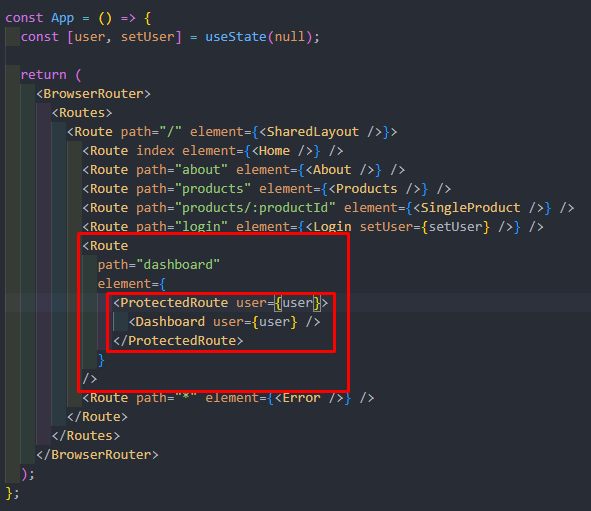 const App = () => {
  const [user, setUser] = useState(null);

  return (
    <BrowserRouter>
      <Routes>
        <Route path="/" element={<SharedLayout />}>
          <Route index element={<Home />} />
          <Route path="about" element={<About />} />
          <Route path="products" element={<Products />} />
          <Route path="products/:productId" element={<SingleProduct />} />
          <Route path="login" element={<Login setUser={setUser} />} />
          <Route
            path="dashboard"
            element={
              <ProtectedRoute user={user}>
                <Dashboard user={user} />
              </ProtectedRoute>
            }
          />
          <Route path="*" element={<Error />} />
        </Route>
      </Routes>
    </BrowserRouter>
  );
};